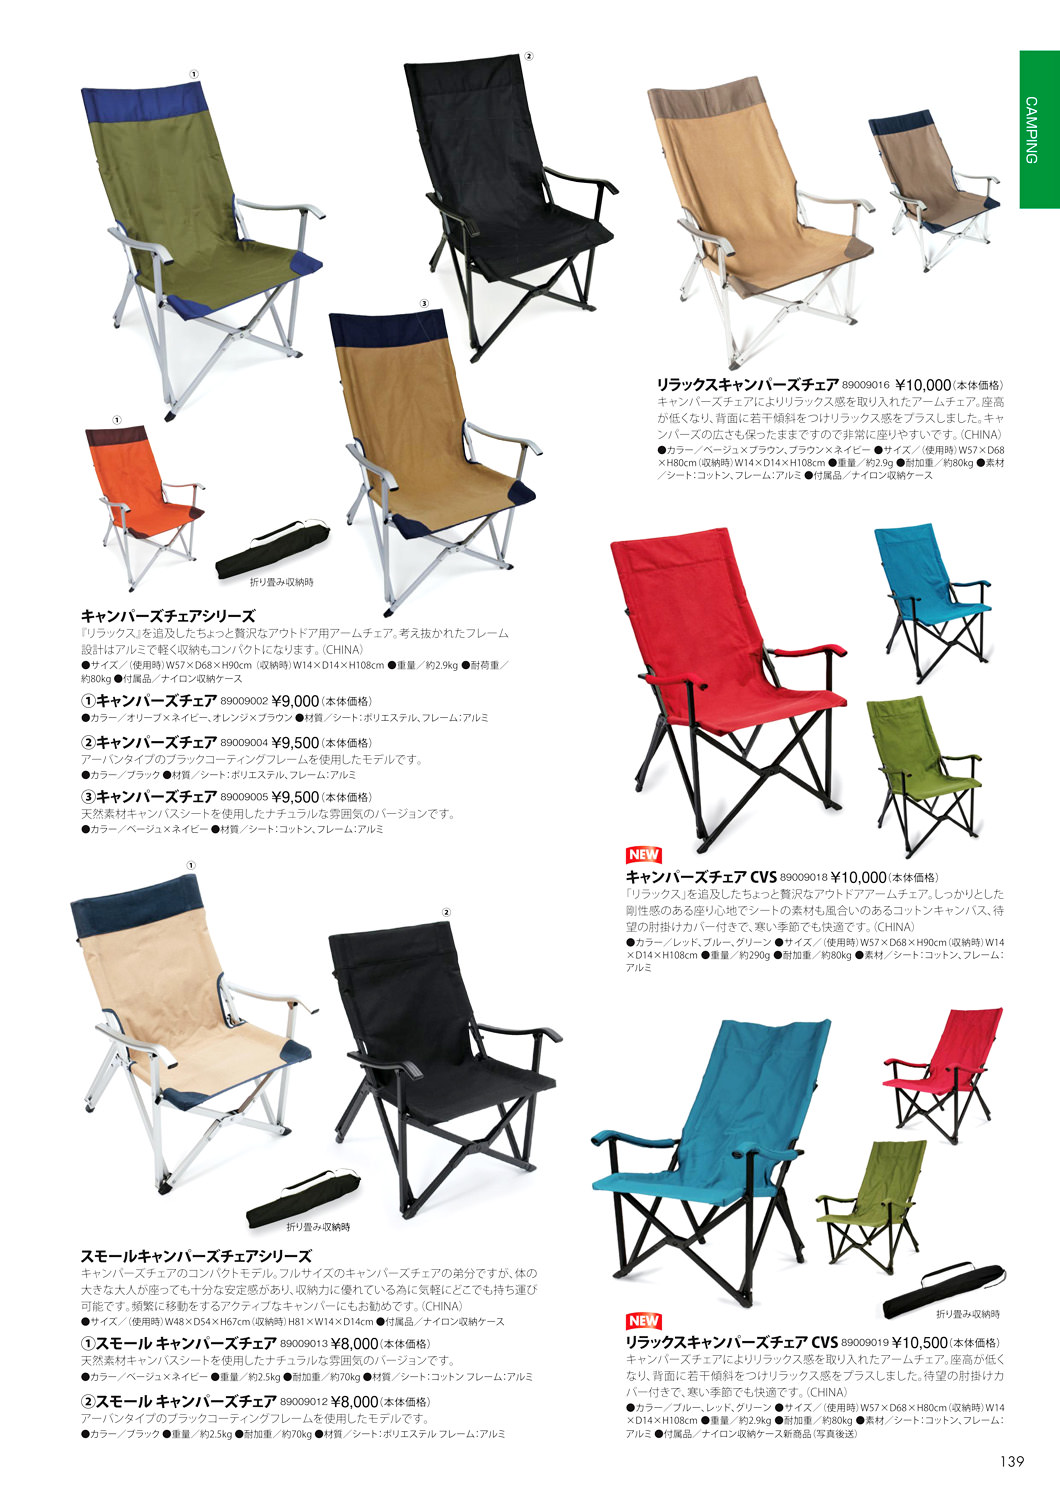 CAMPING
①
②
リラックスキャンパーズチェア 89009016 ¥10,000(本体価格)
キャンパーズチェアによりリラックス感を取り入れたアームチェア。座高
が低くなり、背面に若干傾斜をつけリラックス感をプラスしました。キャ
ンパーズの広さも保ったままですので非常に座りやすいです。(CHINA)
●カラー／ベージュ×ブラウン、ブラウン×ネイビー ●サイズ／(使用時)W57×D68
×H80cm(収納時)W14×D14×H108cm ●重量／約2.9g ●耐加重／約80kg ●素材
／シート：コットン、フレーム：アルミ ●付属品／ナイロン収納ケース
③
①
折り畳み収納時
キャンパーズチェアシリーズ
『リラックス』を追及したちょっと贅沢なアウトドア用アームチェア。考え抜かれたフレーム
設計はアルミで軽く収納もコンパクトになります。(CHINA)
●サイズ／(使用時)W57×D68×H90cm (収納時)W14×D14×H108cm ●重量／約2.9kg ●耐荷重／
約80kg ●付属品／ナイロン収納ケース
①キャンパーズチェア 89009002 ¥9,000(本体価格)
●カラー／オリーブ×ネイビー、オレンジ×ブラウン ●材質／シート：ポリエステル、フレーム：アルミ
②キャンパーズチェア 89009004 ¥9,500(本体価格)
アーバンタイプのブラックコーティングフレームを使用したモデルです。
●カラー／ブラック ●材質／シート：ポリエステル、フレーム：アルミ
③キャンパーズチェア 89009005 ¥9,500(本体価格)
天然素材キャンバスシートを使用したナチュラルな雰囲気のバージョンです。
●カラー／ベージュ×ネイビー ●材質／シート：コットン、フレーム：アルミ
NEW
キャンパーズチェア CVS 89009018 ¥10,000(本体価格)
「リラックス」を追及したちょっと贅沢なアウトドアアームチェア。しっかりとした
剛性感のある座り心地でシートの素材も風合いのあるコットンキャンバス、待
望の肘掛けカバー付きで、寒い季節でも快適です。(CHINA)
●カラー／レッド、ブルー、グリーン ●サイズ／(使用時)W57×D68×H90cm(収納時)W14
×D14×H108cm ●重量／約290g ●耐加重／約80kg ●素材／シート：コットン、フレーム：
アルミ
①
②
折り畳み収納時
スモールキャンパーズチェアシリーズ
キャンパーズチェアのコンパクトモデル。フルサイズのキャンパーズチェアの弟分ですが、体の
大きな大人が座っても十分な安定感があり、収納力に優れている為に気軽にどこでも持ち運び
可能です。頻繁に移動をするアクティブなキャンパーにもお勧めです。(CHINA)
●サイズ／(使用時)W48×D54×H67cm(収納時)H81×W14×D14cm ●付属品／ナイロン収納ケース
①スモール キャンパーズチェア 89009013 ¥8,000(本体価格)
天然素材キャンバスシートを使用したナチュラルな雰囲気のバージョンです。
●カラー／ベージュ×ネイビー ●重量／約2.5kg ●耐加重／約70kg ●材質／シート：コットン フレーム：アルミ
②スモール キャンパーズチェア 89009012 ¥8,000(本体価格)
アーバンタイプのブラックコーティングフレームを使用したモデルです。
●カラー／ブラック ●重量／約2.5kg ●耐加重／約70kg ●材質／シート：ポリエステル フレーム：アルミ
折り畳み収納時
NEW
リラックスキャンパーズチェア CVS 89009019 ¥10,500(本体価格)
キャンパーズチェアによりリラックス感を取り入れたアームチェア。座高が低く
なり、背面に若干傾斜をつけリラックス感をプラスしました。待望の肘掛けカ
バー付きで、寒い季節でも快適です。(CHINA)
●カラー／ブルー、レッド、グリーン ●サイズ／(使用時)W57×D68×H80cm(収納時)W14
×D14×H108cm ●重量／約2.9kg ●耐加重／約80kg ●素材／シート：コットン、フレーム：
アルミ ●付属品／ナイロン収納ケース新商品(写真後送)
139